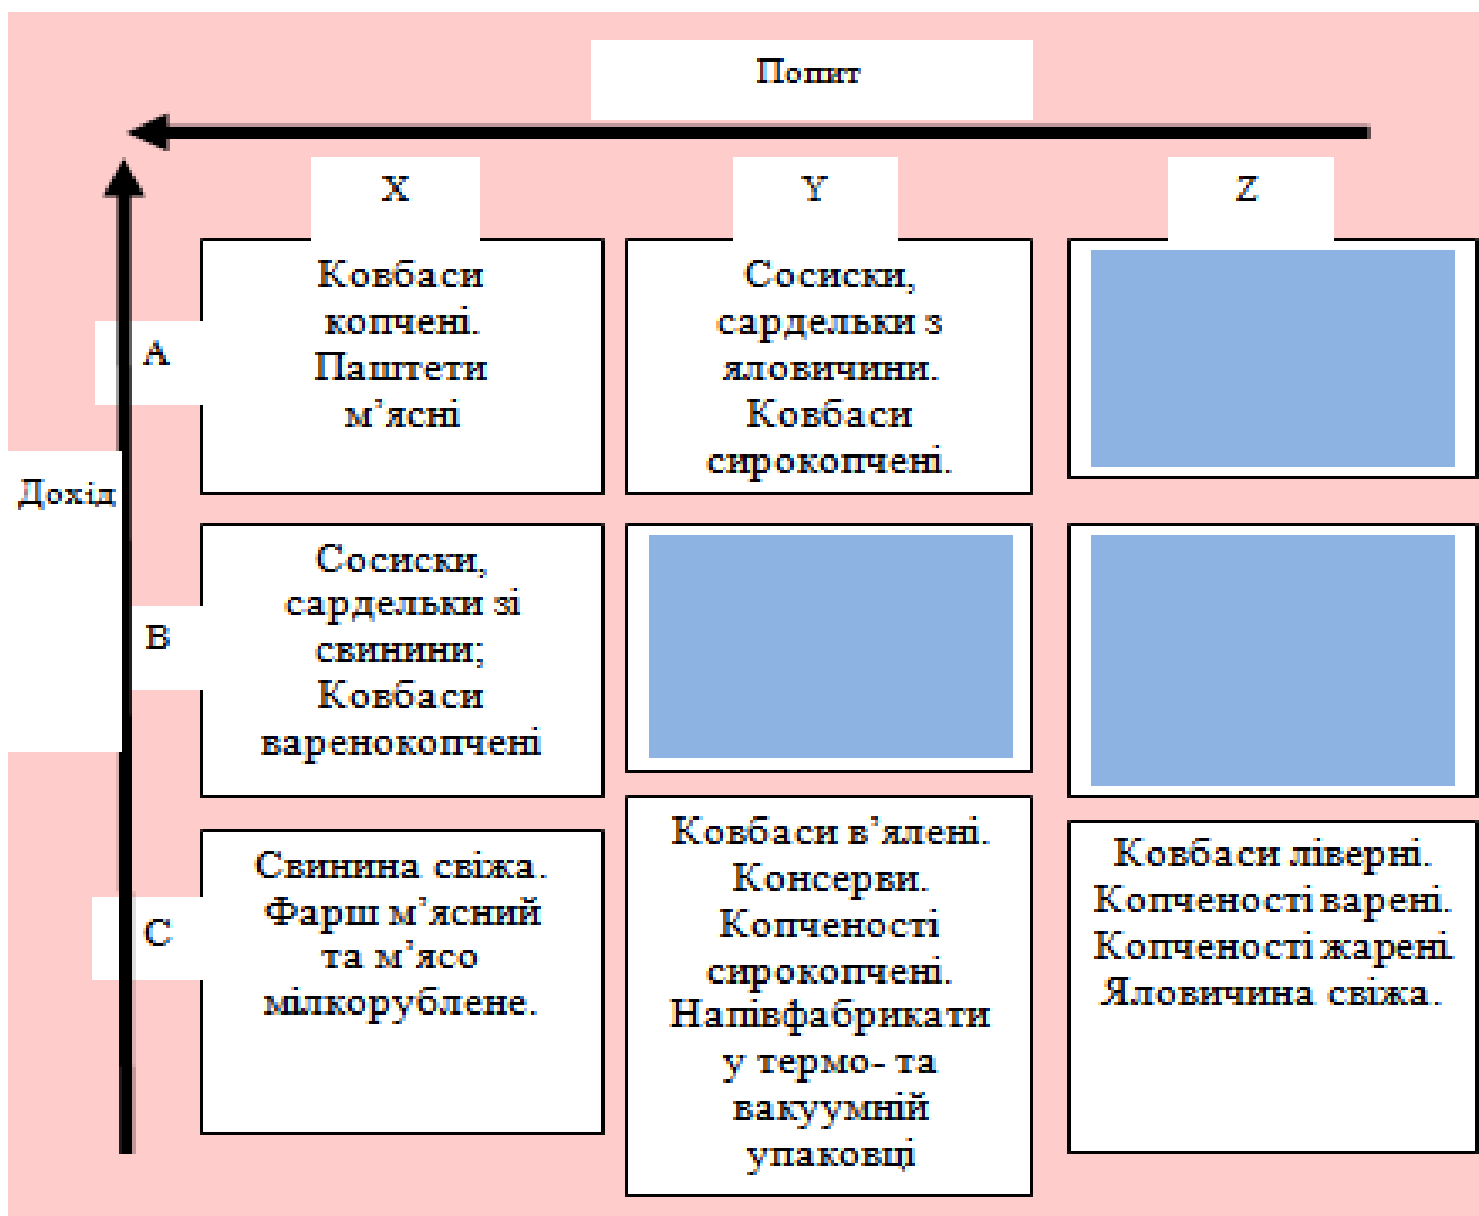 Попит
X
Y
Z
Дохід
A
Ковбаси
копчені.
Паштети
м’ясні
Сосиски,
сардельки з
яловичини.
Ковбаси
сирокопчені.
B
Сосиски,
сардельки зі
свинини;
Ковбаси
варенокопчені
C
Свинина свіжа.
Фарш м’ясний
та м’ясо
мілкорублене.
Ковбаси в’ялені.
Консерви.
Копченості
сирокопчені.
Напівфабрикати
у термо- та
вакуумній
упаковці
Ковбаси ліверні.
Копченості варені.
Копченості жарені.
Яловичина свіжа.